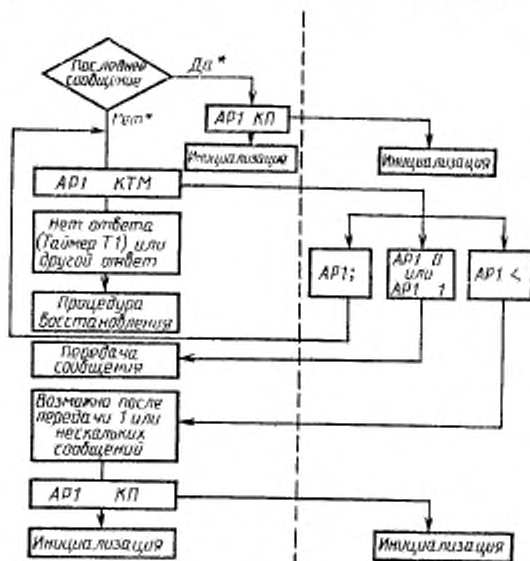 Последнее
сообщение
Да*
Нет*
АР1 КП
Инициализация
Инициализация
АР1 КТМ
Нет ответа
(Таймер Т1) или
другой ответ
АР1;
АР1 0
или
АР1 1
АР1 <
Процедура
восстановления
Передача
сообщения
Возможно после
передачи 1 или
нескольких
сообщений
АР1 КП
Инициализация
Инициализация